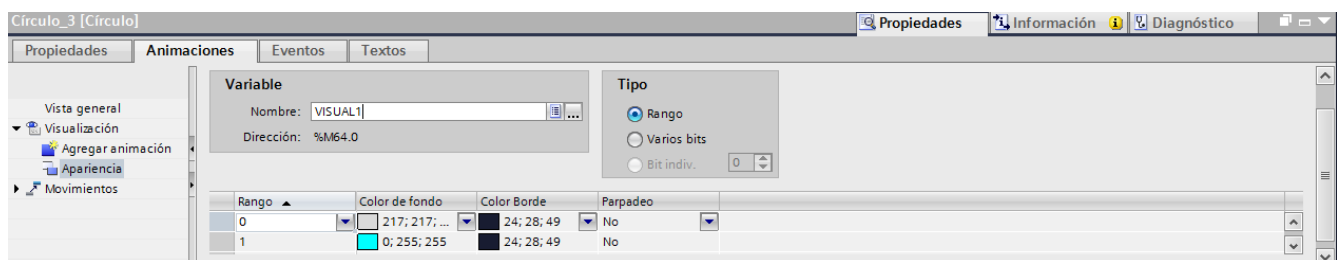 Círculo_3 [Círculo]
Propiedades Información Diagnóstico
Propiedades Animaciones Eventos Textos
Vista general
Visualización
Agregar animación
Apariencia
Movimientos
Variable
Nombre: VISUAL1 ...
Dirección: %M64.0
Tipo
Rango
Varios bits
Bit indiv. 0
Rango Color de fondo Color Borde Parpadeo
0 217; 217; ... 24; 28; 49 No
1 0; 255; 255 24; 28; 49 No